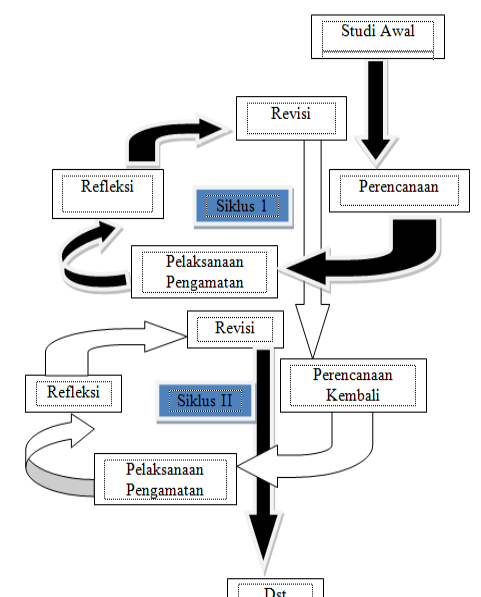 Studi Awal
Revisi
Refleksi
Perencanaan
Siklus 1
Pelaksanaan
Pengamatan
Revisi
Perencanaan
Kembali
Refleksi
Siklus II
Pelaksanaan
Pengamatan
Dst